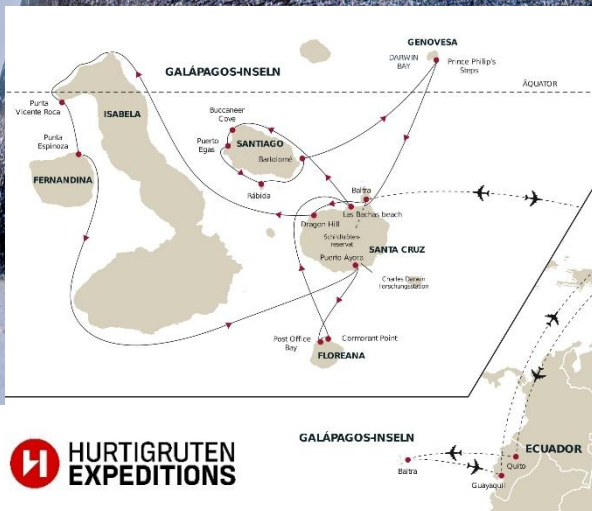 GENOVESA
DARWIN
BAY
Prince Phillip's
Steps
GALÁPAGOS-INSELN
ÄQUATOR
Punta
Vicente Roca
ISABELA
Buccaneer
Cove
Punta
Espinoza
Puerto
Egas
SANTIAGO
Bartolomé
FERNANDINA
Rábida
Baltra
Las Bachas beach
Dragon Hill
Schildkröten-
reservat
SANTA CRUZ
Puerto Ayora
Charles Darwin
Forschungsstation
Post Office
Bay
Cormorant Point
FLOREANA
GALÁPAGOS-INSELN
ECUADOR
Baltra
Quito
Guayaquil
H HURTIGRUTEN
EXPEDITIONS